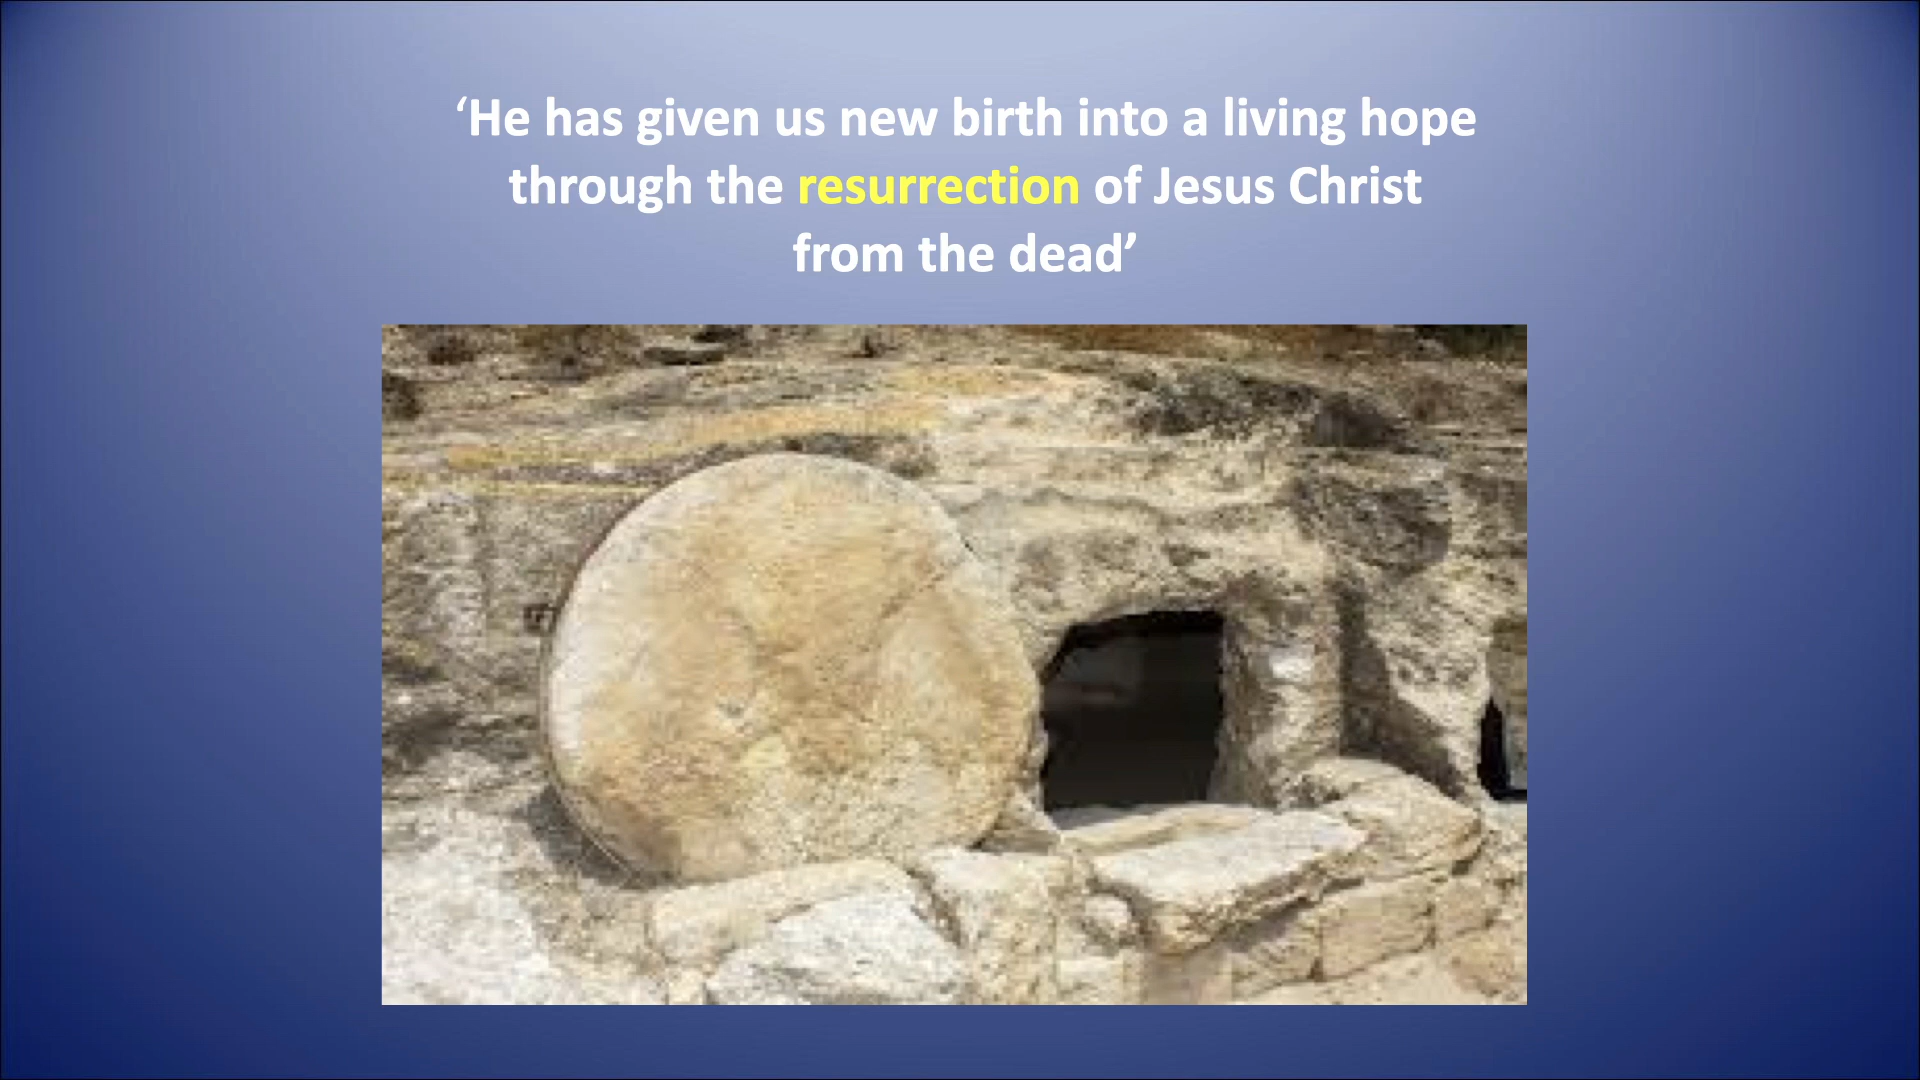 ‘He has given us new birth into a living hope
through the resurrection of Jesus Christ
from the dead’